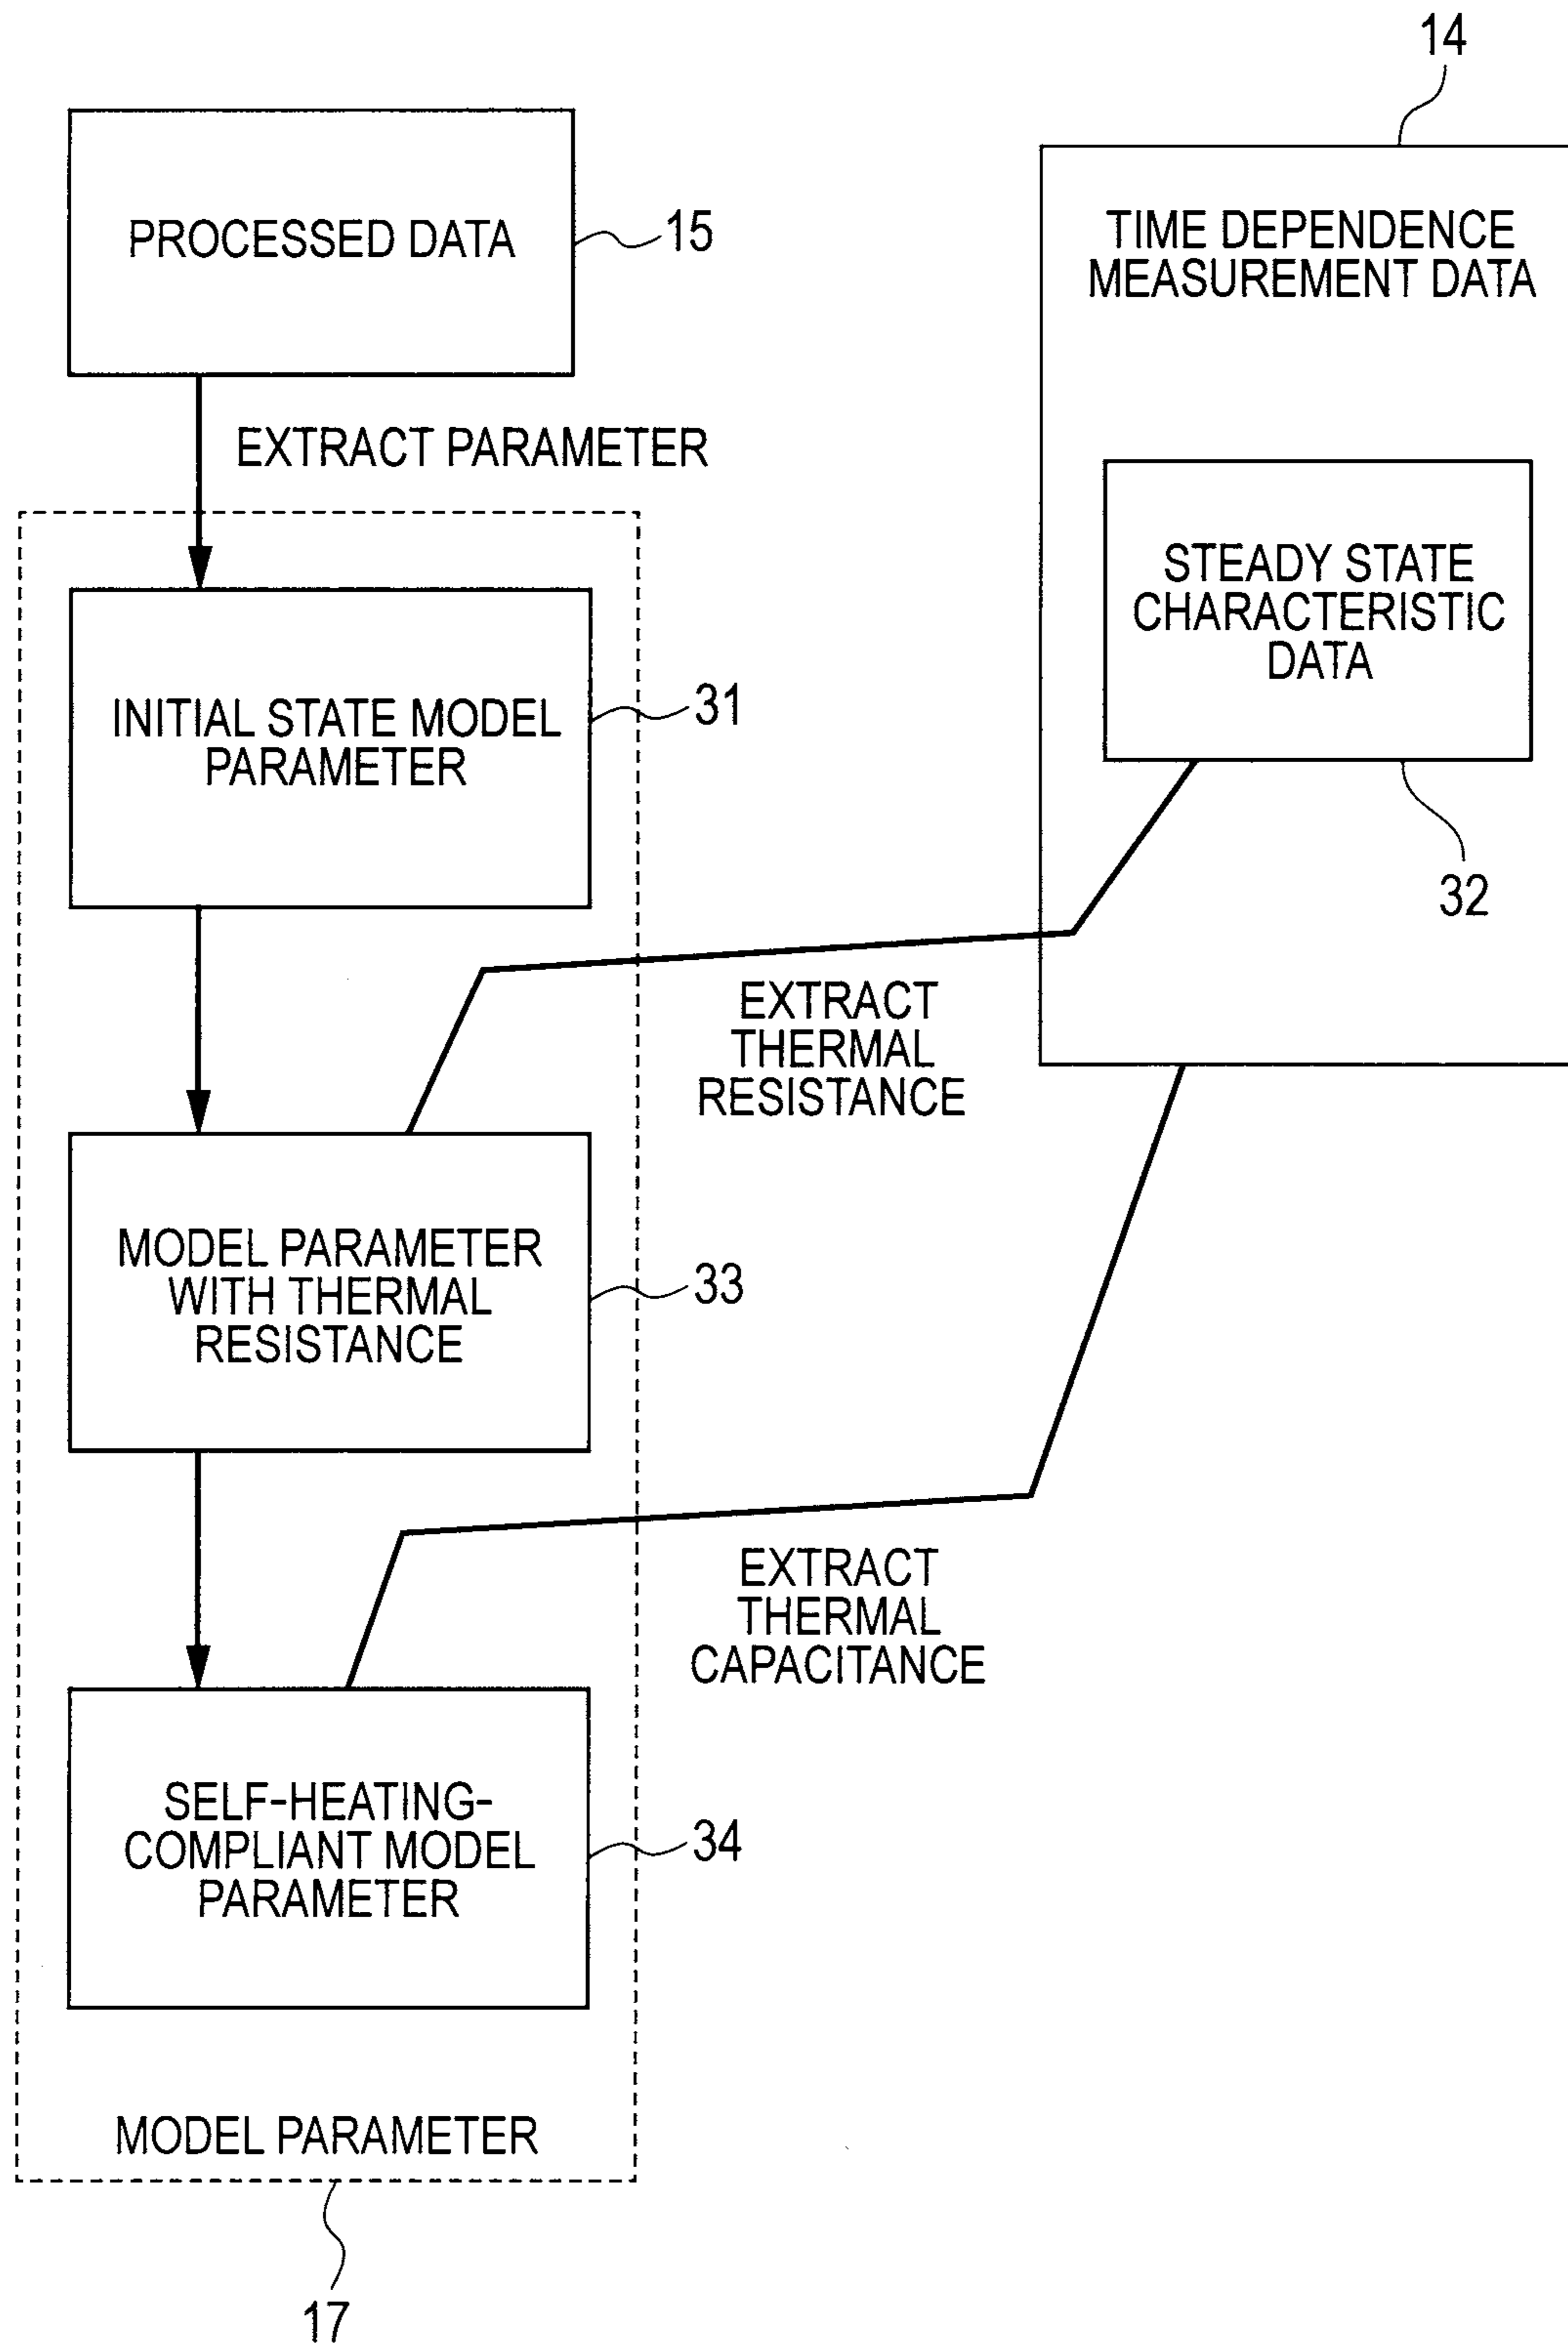 14
PROCESSED DATA
15
TIME DEPENDENCE
MEASUREMENT DATA
EXTRACT PARAMETER
STEADY STATE
CHARACTERISTIC
DATA
32
INITIAL STATE MODEL
PARAMETER
31
EXTRACT
THERMAL
RESISTANCE
MODEL PARAMETER
WITH THERMAL
RESISTANCE
33
EXTRACT
THERMAL
CAPACITANCE
SELF-HEATING-
COMPLIANT MODEL
PARAMETER
34
MODEL PARAMETER
17